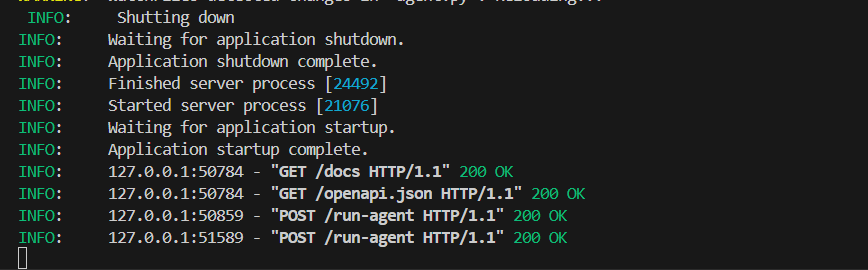 INFO:     Shutting down
INFO:     Waiting for application shutdown.
INFO:     Application shutdown complete.
INFO:     Finished server process [24492]
INFO:     Started server process [21076]
INFO:     Waiting for application startup.
INFO:     Application startup complete.
INFO:     127.0.0.1:50784 - "GET /docs HTTP/1.1" 200 OK
INFO:     127.0.0.1:50784 - "GET /openapi.json HTTP/1.1" 200 OK
INFO:     127.0.0.1:50859 - "POST /run-agent HTTP/1.1" 200 OK
INFO:     127.0.0.1:51589 - "POST /run-agent HTTP/1.1" 200 OK